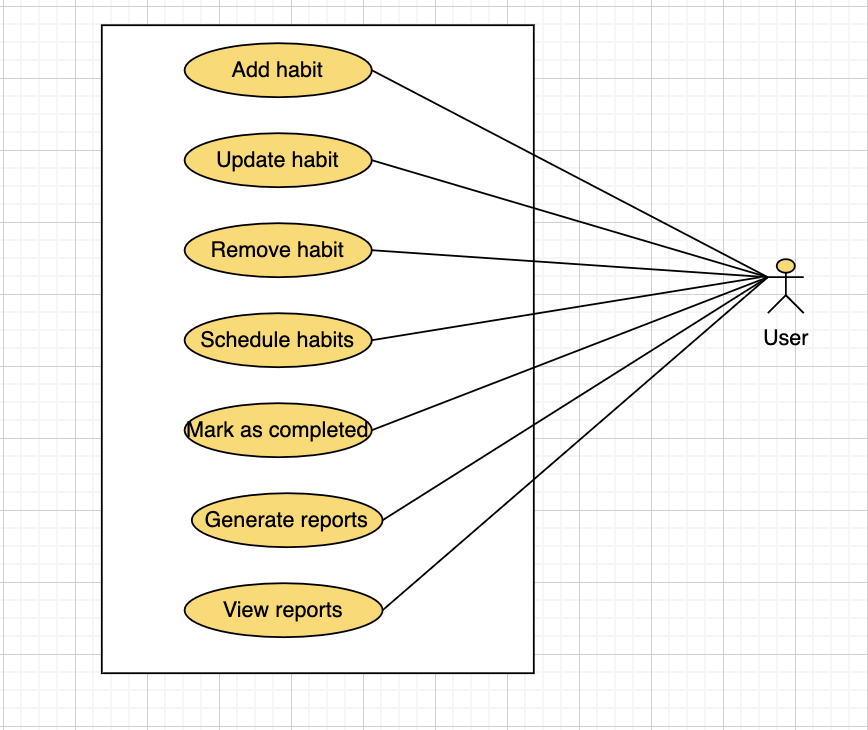 Add habit
Update habit
Remove habit
Schedule habits
Mark as completed
Generate reports
View reports
User